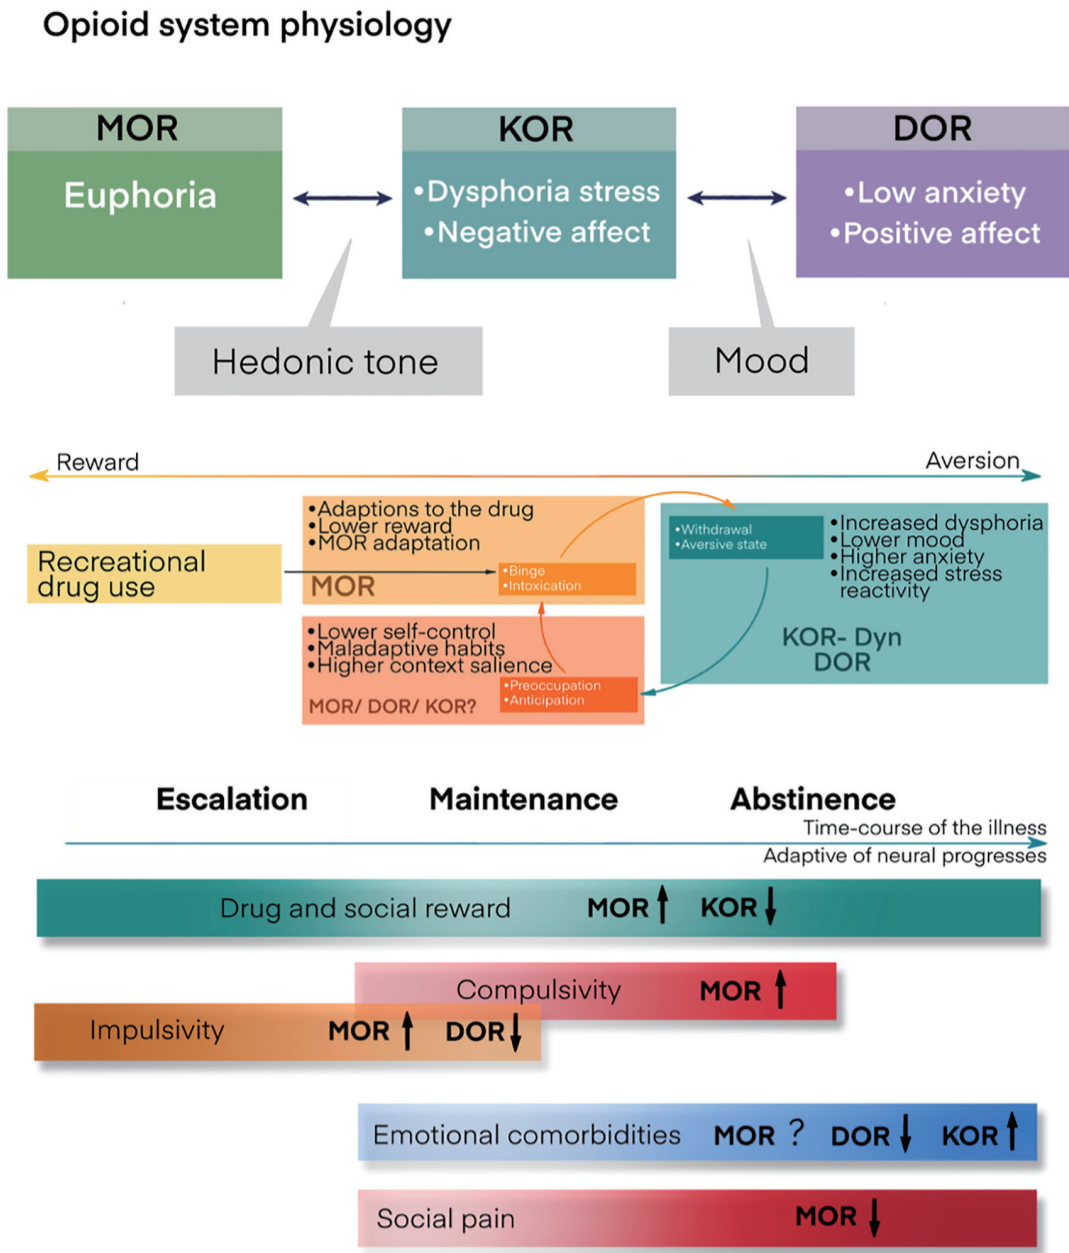 Opioid system physiology
MOR
Euphoria
KOR
•Dysphoria stress
•Negative affect
DOR
•Low anxiety
•Positive affect
Hedonic tone
Mood
Reward
Aversion
Recreational
drug use
•Adaptions to the drug
•Lower reward
•MOR adaptation
MOR
•Binge
•Intoxication
•Withdrawal
•Aversive state
•Increased dysphoria
•Lower mood
•Higher anxiety
•Increased stress
reactivity
KOR- Dyn
DOR
•Lower self-control
•Maladaptive habits
•Higher context salience
MOR/ DOR/ KOR?
•Preoccupation
•Anticipation
Escalation
Maintenance
Abstinence
Time-course of the illness
Adaptive of neural progresses
Drug and social reward MOR↑ KOR↓
Compulsivity MOR↑
Impulsivity MOR↑ DOR↓
Emotional comorbidities MOR ? DOR↓ KOR↑
Social pain MOR↓